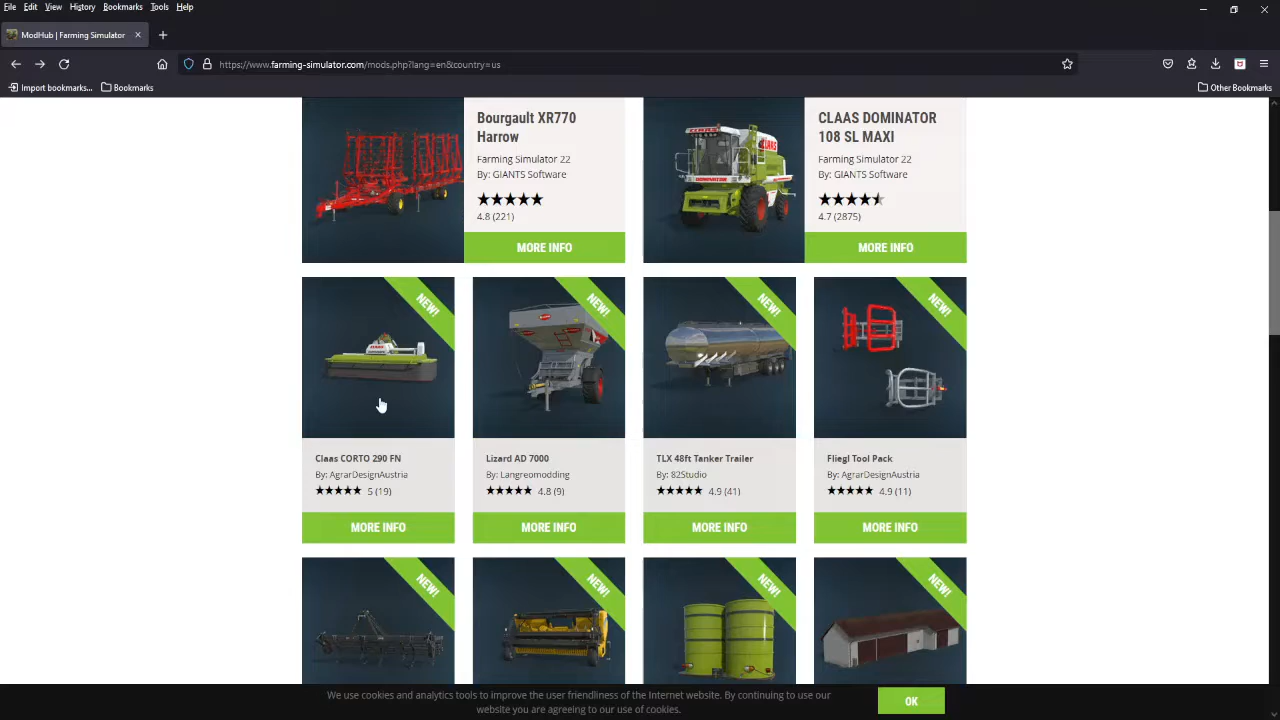 File Edit View History Bookmarks Tools Help
ModHub | Farming Simulator
https://www.farming-simulator.com/mods.php?lang=en&country=us
Import bookmarks... Bookmarks Other Bookmarks
Bourgault XR770
Harrow
Farming Simulator 22
By: GIANTS Software
4.8 (221)
MORE INFO
CLAAS DOMINATOR
108 SL MAXI
Farming Simulator 22
By: GIANTS Software
4.7 (2875)
MORE INFO
NEW!
Claas CORTO 290 FN
By: AgrarDesignAustria
5 (19)
MORE INFO
NEW!
Lizard AD 7000
By: Langreomodding
4.8 (9)
MORE INFO
NEW!
TLX 48ft Tanker Trailer
By: 82Studio
4.9 (41)
MORE INFO
NEW!
Fliegl Tool Pack
By: AgrarDesignAustria
4.9 (11)
MORE INFO
NEW!
NEW!
NEW!
NEW!
We use cookies and analytics tools to improve the user friendliness of the Internet website. By continuing to use our
website you are agreeing to our use of cookies.
OK